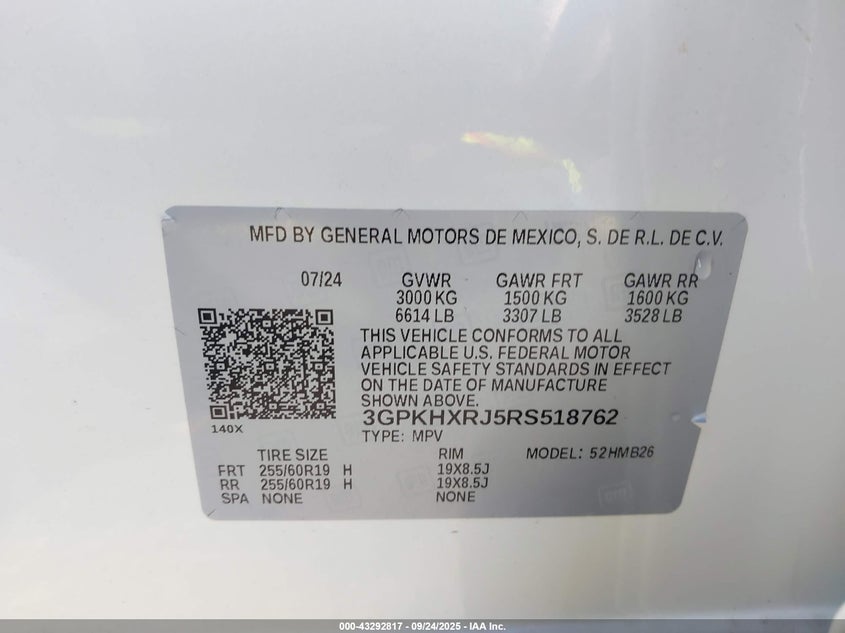 MFD BY GENERAL MOTORS DE MEXICO, S. DE R.L. DE C.V.
07/24 GVWR GAWR FRT GAWR RR
3000 KG 1500 KG 1600 KG
6614 LB 3307 LB 3528 LB
THIS VEHICLE CONFORMS TO ALL
APPLICABLE U.S. FEDERAL MOTOR
VEHICLE SAFETY STANDARDS IN EFFECT
ON THE DATE OF MANUFACTURE
SHOWN ABOVE.
140X
3GPKHXRJ5RS518762
TYPE: MPV
TIRE SIZE RIM MODEL: 52HMB26
FRT 255/60R19 H 19X8.5J
RR 255/60R19 H 19X8.5J
SPA NONE NONE
gm
000-43292817 - 09/24/2025 - IAA Inc.